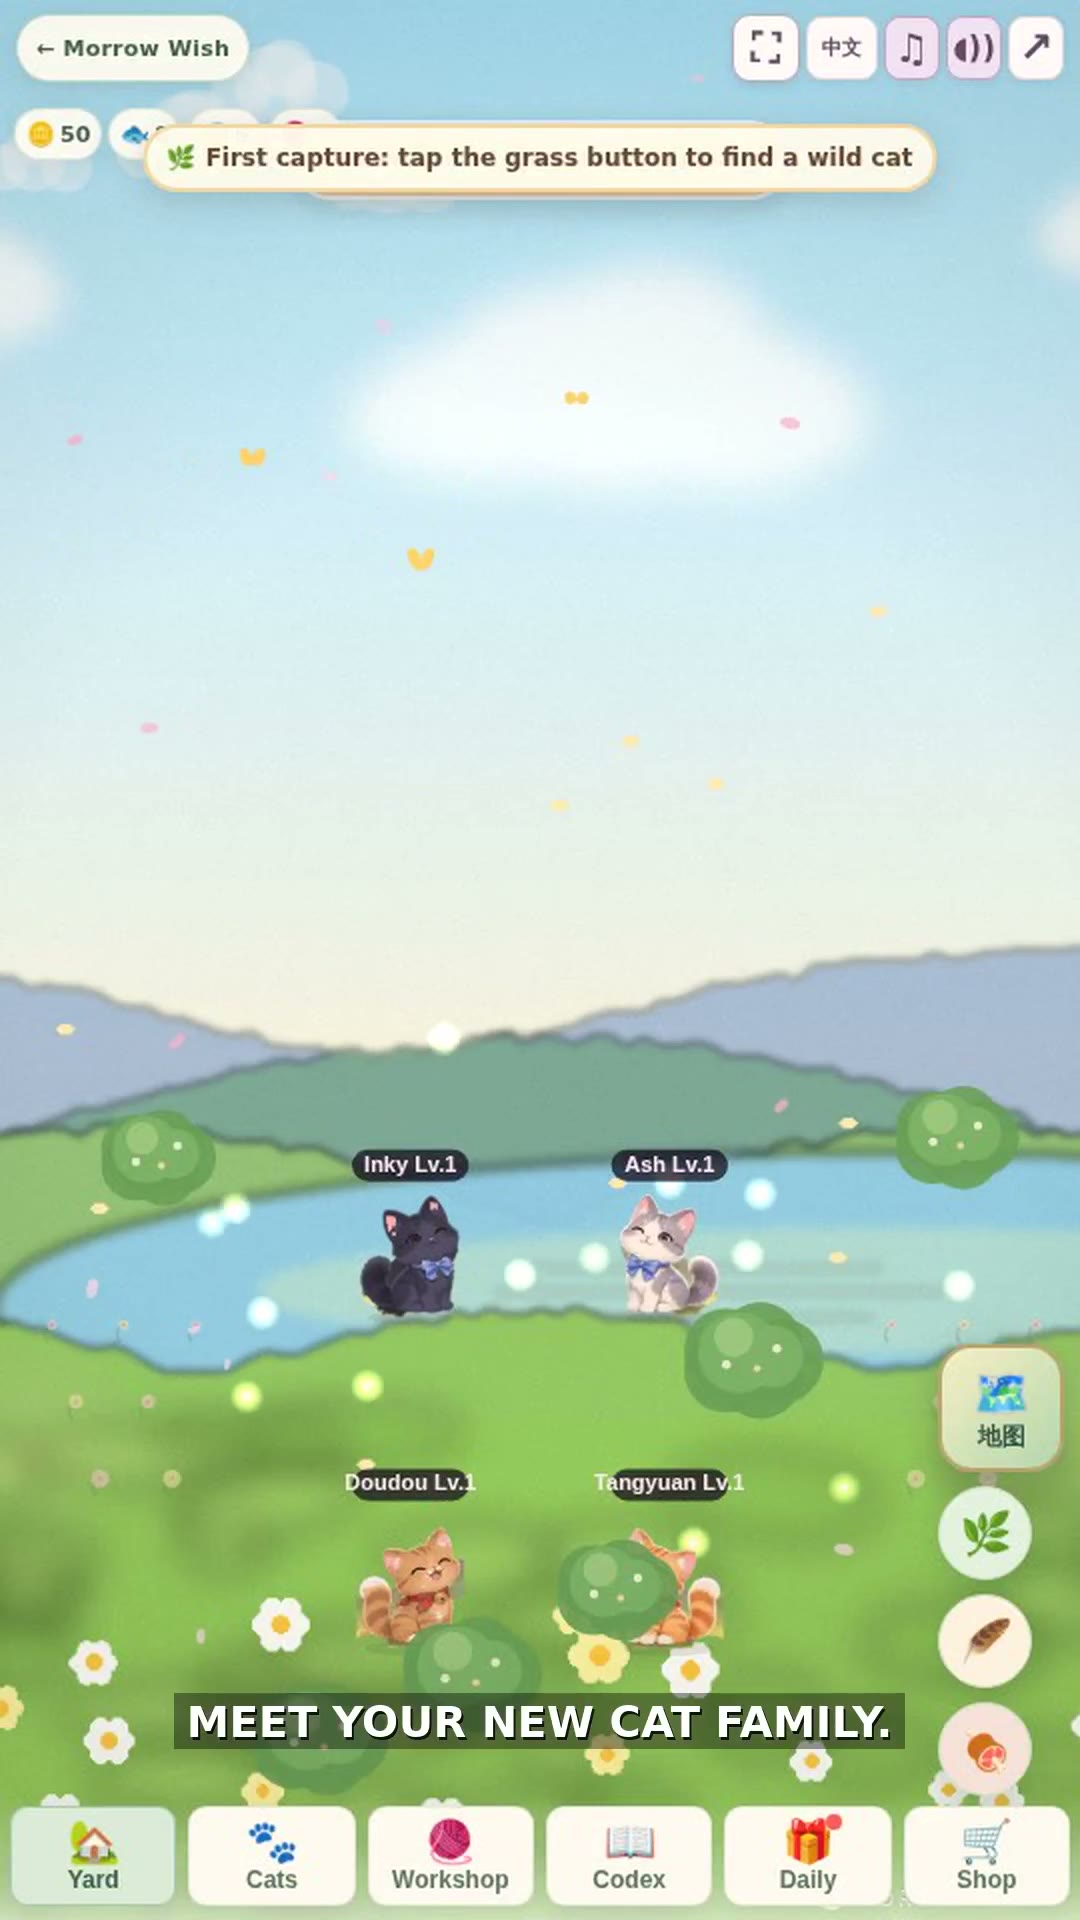 ← Morrow Wish
中文
50
🌿 First capture: tap the grass button to find a wild cat
Inky Lv.1
Ash Lv.1
地图
Doudou Lv.1
Tangyuan Lv.1
MEET YOUR NEW CAT FAMILY.
Yard
Cats
Workshop
Codex
Daily
Shop